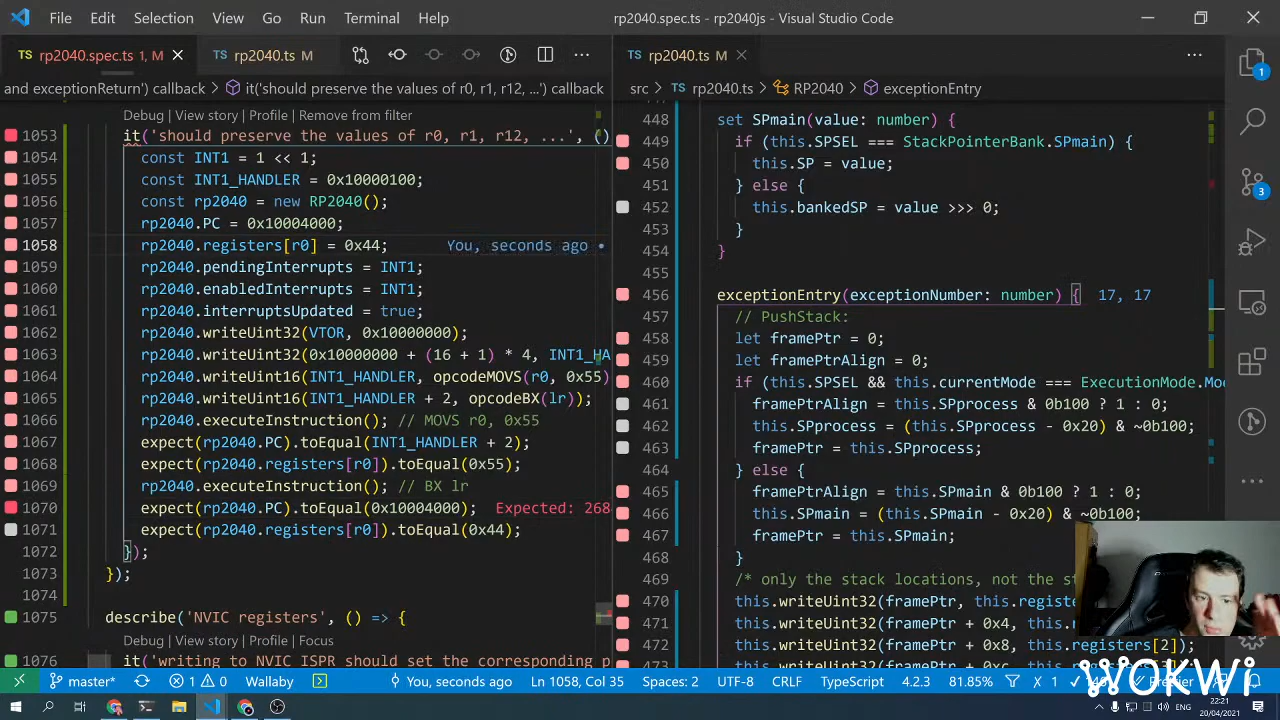 File Edit Selection View Go Run Terminal Help rp2040.spec.ts - rp2040js - Visual Studio Code
TS rp2040.spec.ts 1, M TS rp2040.ts M
and exceptionReturn') callback > it('should preserve the values of r0, r1, r12, ...') callback
Debug | View story | Profile | Remove from filter
1053 it('should preserve the values of r0, r1, r12, ...', ()
1054 const INT1 = 1 << 1;
1055 const INT1_HANDLER = 0x10000100;
1056 const rp2040 = new RP2040();
1057 rp2040.PC = 0x10004000;
1058 rp2040.registers[r0] = 0x44; You, seconds ago •
1059 rp2040.pendingInterrupts = INT1;
1060 rp2040.enabledInterrupts = INT1;
1061 rp2040.interruptsUpdated = true;
1062 rp2040.writeUint32(VTOR, 0x10000000);
1063 rp2040.writeUint32(0x10000000 + (16 + 1) * 4, INT1_HA
1064 rp2040.writeUint16(INT1_HANDLER, opcodeMOVS(r0, 0x55)
1065 rp2040.writeUint16(INT1_HANDLER + 2, opcodeBX(lr));
1066 rp2040.executeInstruction(); // MOVS r0, 0x55
1067 expect(rp2040.PC).toEqual(INT1_HANDLER + 2);
1068 expect(rp2040.registers[r0]).toEqual(0x55);
1069 rp2040.executeInstruction(); // BX lr
1070 expect(rp2040.PC).toEqual(0x10004000); Expected: 268
1071 expect(rp2040.registers[r0]).toEqual(0x44);
1072 });
1073 });
1074
1075 describe('NVIC registers', () => {
Debug | View story | Profile | Focus
1076 it('writing to NVIC ISPR should set the corresponding p
TS rp2040.ts M
src > TS rp2040.ts > RP2040 > exceptionEntry
448 set SPmain(value: number) {
449 if (this.SPSEL === StackPointerBank.SPmain) {
450 this.SP = value;
451 } else {
452 this.bankedSP = value >>> 0;
453 }
454 }
455
456 exceptionEntry(exceptionNumber: number) { 17, 17
457 // PushStack:
458 let framePtr = 0;
459 let framePtrAlign = 0;
460 if (this.SPSEL && this.currentMode === ExecutionMode.Mo
461 framePtrAlign = this.SPprocess & 0b100 ? 1 : 0;
462 this.SPprocess = (this.SPprocess - 0x20) & ~0b100;
463 framePtr = this.SPprocess;
464 } else {
465 framePtrAlign = this.SPmain & 0b100 ? 1 : 0;
466 this.SPmain = (this.SPmain - 0x20) & ~0b100;
467 framePtr = this.SPmain;
468 }
469 /* only the stack locations, not the st
470 this.writeUint32(framePtr, this.regist
471 this.writeUint32(framePtr + 0x4, this.
472 this.writeUint32(framePtr + 0x8, this.registers[2]);
1
3
WOKWi
master* 1 0 Wallaby You, seconds ago Ln 1058, Col 35 Spaces: 2 UTF-8 CRLF TypeScript 4.2.3 81.85% 1
ENG 22:21
20/04/2021